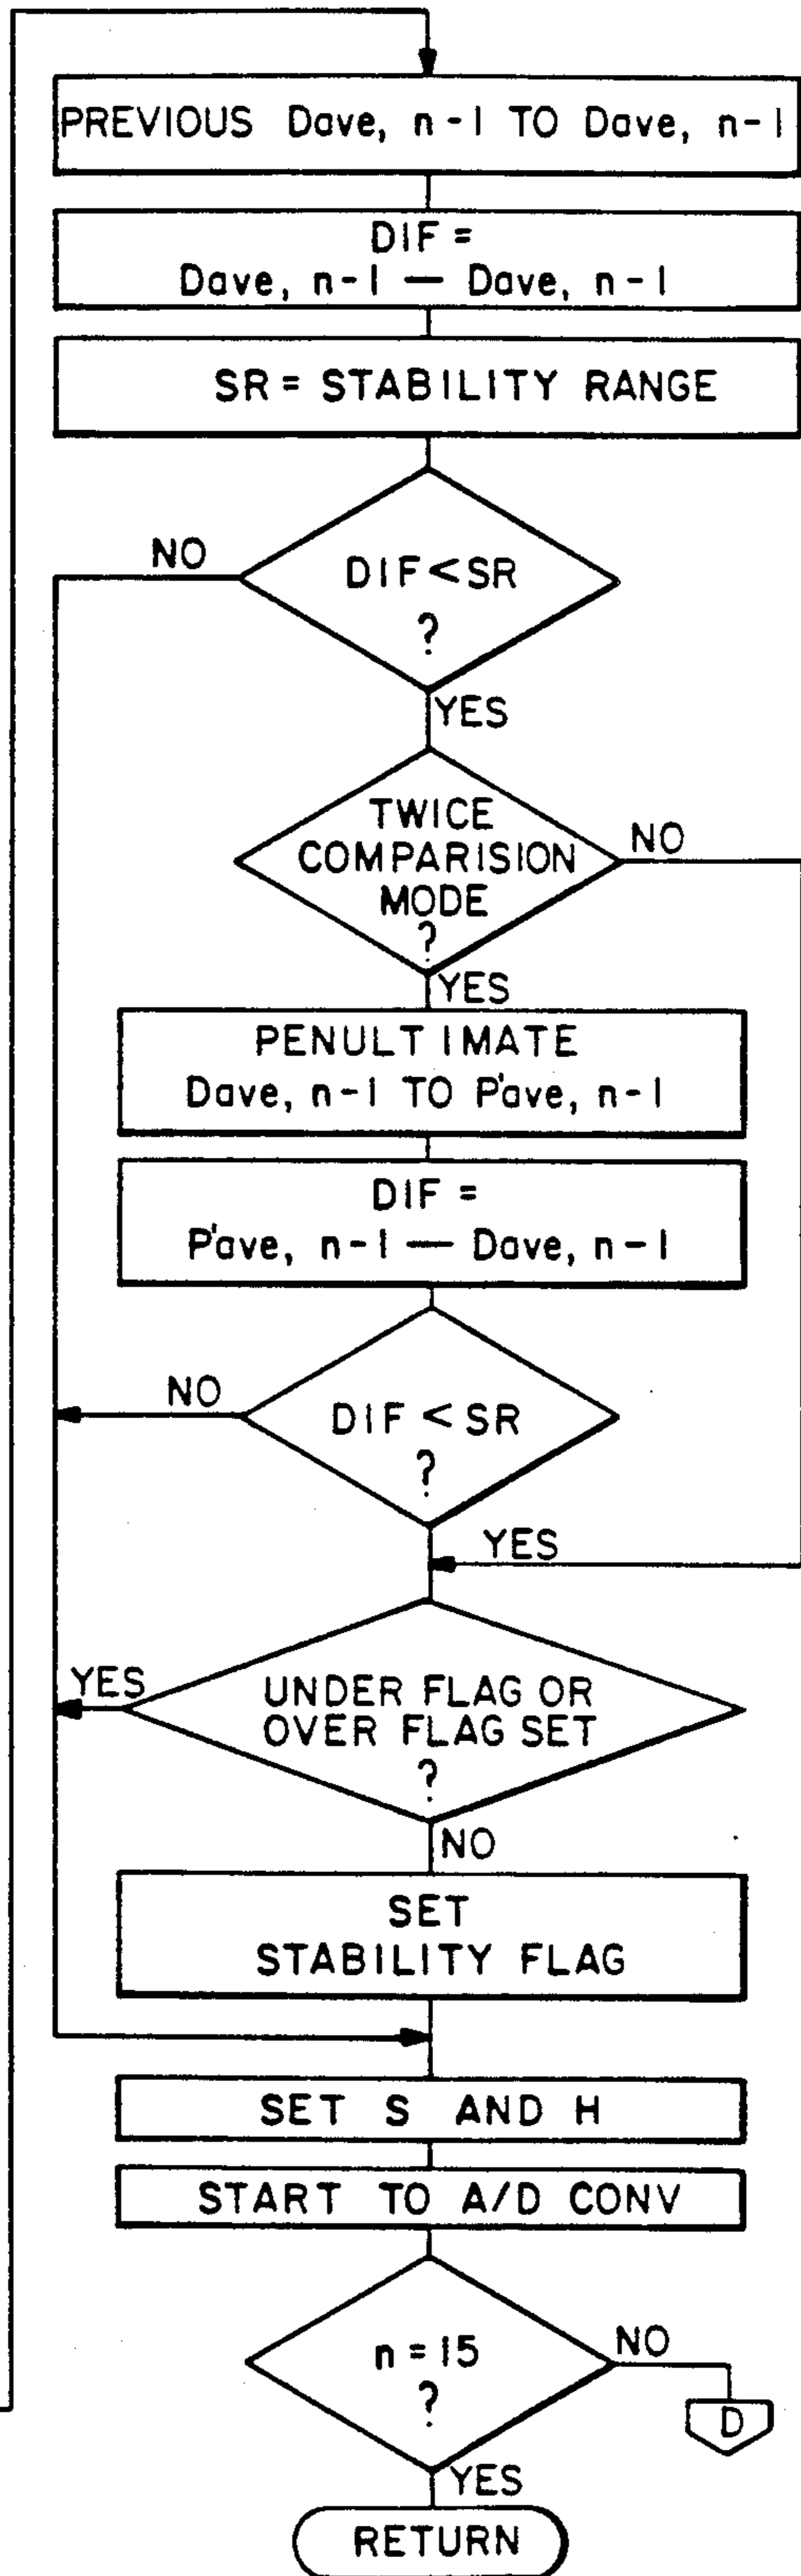 PREVIOUS Dave, n-1 TO Dave, n-1
DIF =
Dave, n-1 — Dave, n-1
SR = STABILITY RANGE
NO
DIF < SR
?
YES
TWICE
COMPARISION
MODE
?
NO
YES
PENULTIMATE
Dave, n-1 TO P'ave, n-1
DIF =
P'ave, n-1 — Dave, n-1
NO
DIF < SR
?
YES
YES
UNDER FLAG OR
OVER FLAG SET
?
NO
SET
STABILITY FLAG
SET S AND H
START TO A/D CONV
n = 15
?
NO
D
YES
RETURN